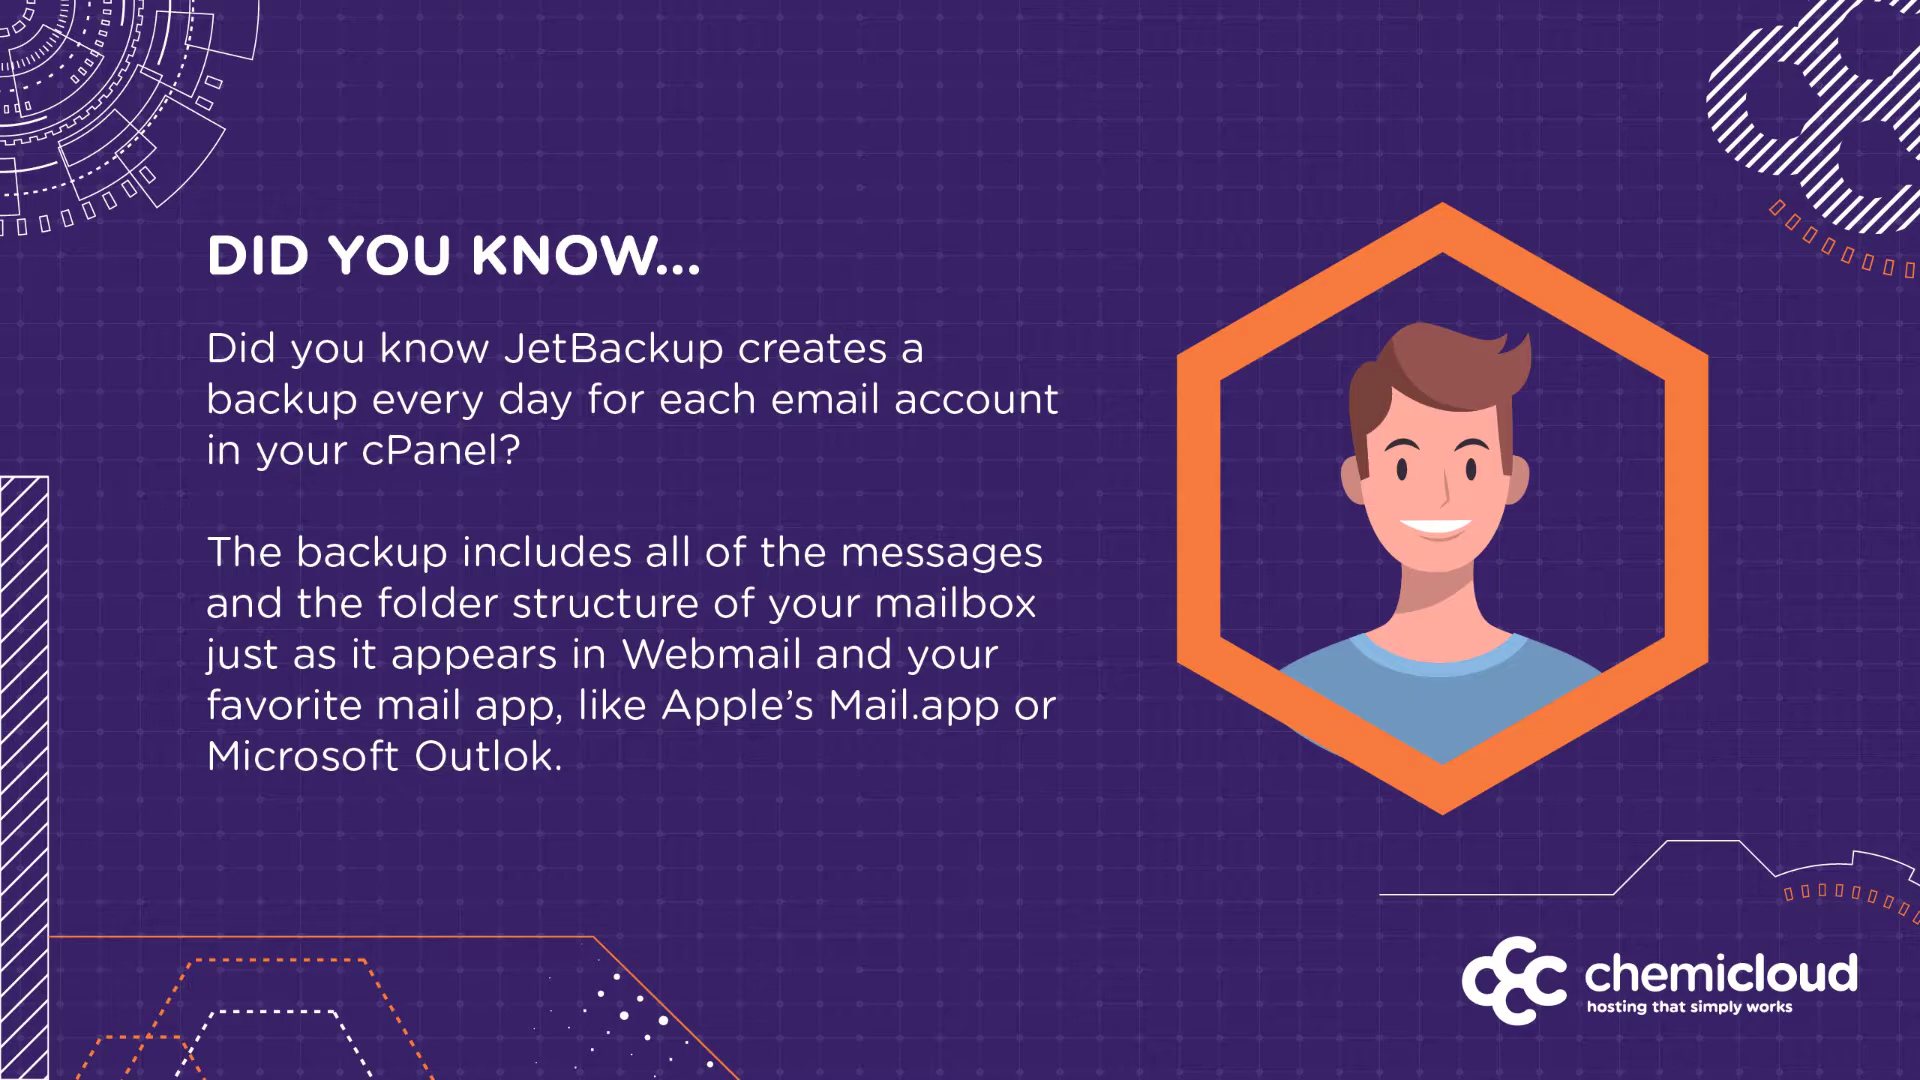 DID YOU KNOW...
Did you know JetBackup creates a
backup every day for each email account
in your cPanel?
The backup includes all of the messages
and the folder structure of your mailbox
just as it appears in Webmail and your
favorite mail app, like Apple’s Mail.app or
Microsoft Outlok.
chemicloud
hosting that simply works